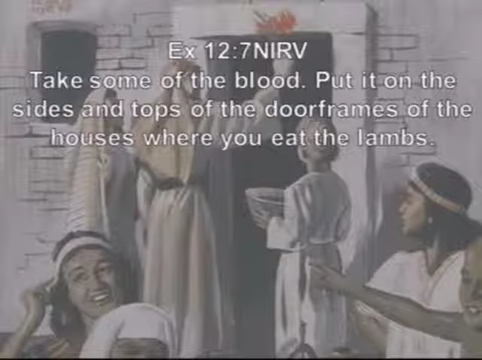 Ex 12:7NIRV
Take some of the blood. Put it on the
sides and tops of the doorframes of the
houses where you eat the lambs.